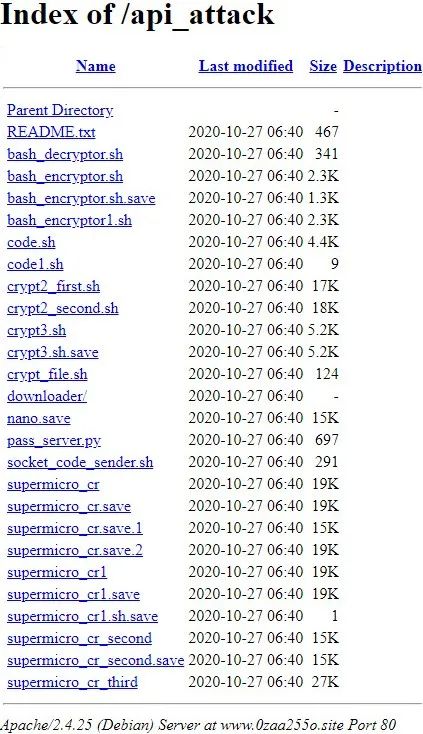 Index of /api_attack
Name Last modified Size Description
Parent Directory -
README.txt 2020-10-27 06:40 467
bash_decryptor.sh 2020-10-27 06:40 341
bash_encryptor.sh 2020-10-27 06:40 2.3K
bash_encryptor.sh.save 2020-10-27 06:40 1.3K
bash_encryptor1.sh 2020-10-27 06:40 2.3K
code.sh 2020-10-27 06:40 4.4K
code1.sh 2020-10-27 06:40 9
crypt2_first.sh 2020-10-27 06:40 17K
crypt2_second.sh 2020-10-27 06:40 18K
crypt3.sh 2020-10-27 06:40 5.2K
crypt3.sh.save 2020-10-27 06:40 5.2K
crypt_file.sh 2020-10-27 06:40 124
downloader/ 2020-10-27 06:40 -
nano.save 2020-10-27 06:40 15K
pass_server.py 2020-10-27 06:40 697
socket_code_sender.sh 2020-10-27 06:40 291
supermicro_cr 2020-10-27 06:40 19K
supermicro_cr.save 2020-10-27 06:40 19K
supermicro_cr.save.1 2020-10-27 06:40 15K
supermicro_cr.save.2 2020-10-27 06:40 19K
supermicro_cr1 2020-10-27 06:40 19K
supermicro_cr1.save 2020-10-27 06:40 19K
supermicro_cr1.sh.save 2020-10-27 06:40 1
supermicro_cr_second 2020-10-27 06:40 15K
supermicro_cr_second.save 2020-10-27 06:40 15K
supermicro_cr_third 2020-10-27 06:40 27K
Apache/2.4.25 (Debian) Server at www.0zaa255o.site Port 80